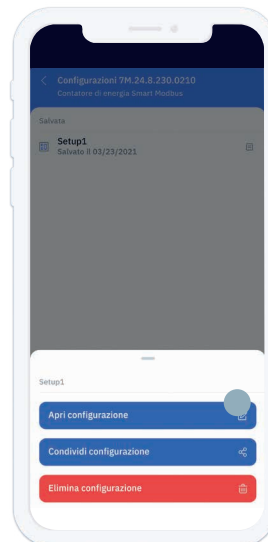 Configurazioni 7M.24.8.230.0210
Contatore di energia Smart Modbus
Salvata
Setup1
Salvato il 03/23/2021
Setup1
Apri configurazione
Condividi configurazione
Elimina configurazione